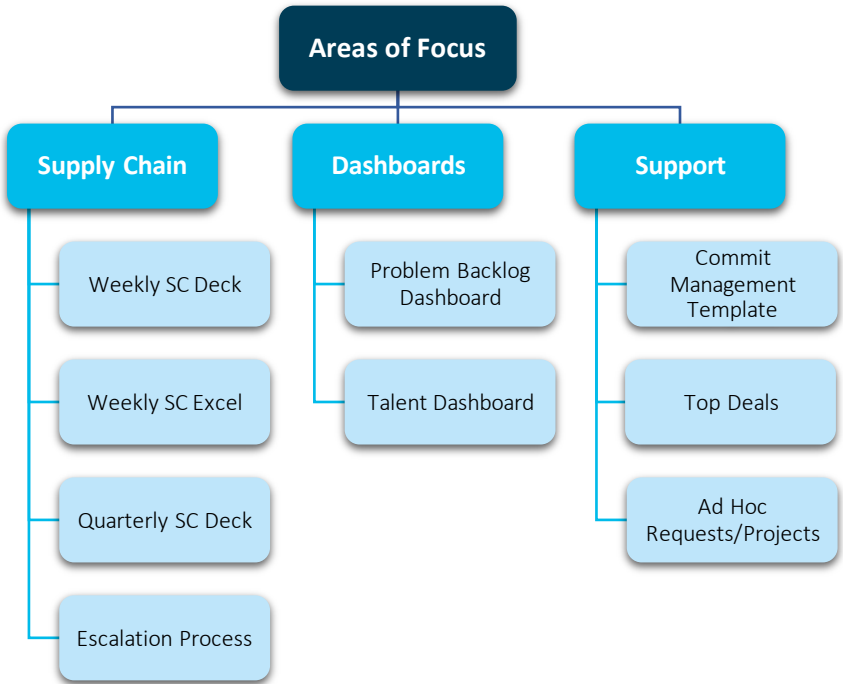 Areas of Focus
Supply Chain
Dashboards
Support
Weekly SC Deck
Weekly SC Excel
Quarterly SC Deck
Escalation Process
Problem Backlog
Dashboard
Talent Dashboard
Commit
Management
Template
Top Deals
Ad Hoc
Requests/Projects